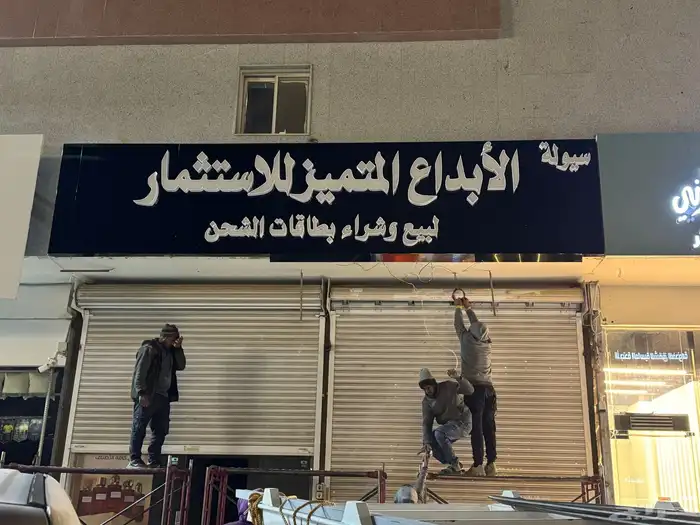 سيولة
الأبداع المتميز للاستثمار
لبيع وشراء بطاقات الشحن